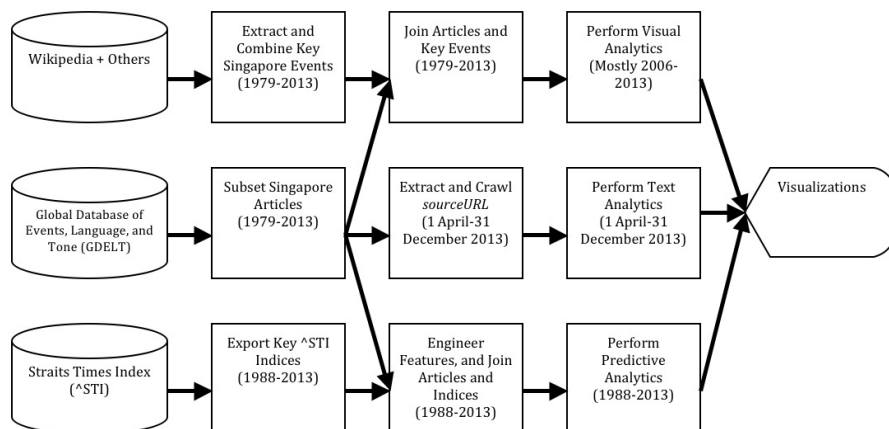 Wikipedia + Others
Extract and
Combine Key
Singapore Events
(1979-2013)
Join Articles and
Key Events
(1979-2013)
Perform Visual
Analytics
(Mostly 2006-
2013)
Global Database of
Events, Language, and
Tone (GDELT)
Subset Singapore
Articles
(1979-2013)
Extract and Crawl
sourceURL
(1 April-31
December 2013)
Perform Text
Analytics
(1 April-31
December 2013)
Visualizations
Straits Times Index
(^STI)
Export Key ^STI
Indices
(1988-2013)
Engineer
Features, and Join
Articles and
Indices
(1988-2013)
Perform
Predictive
Analytics
(1988-2013)